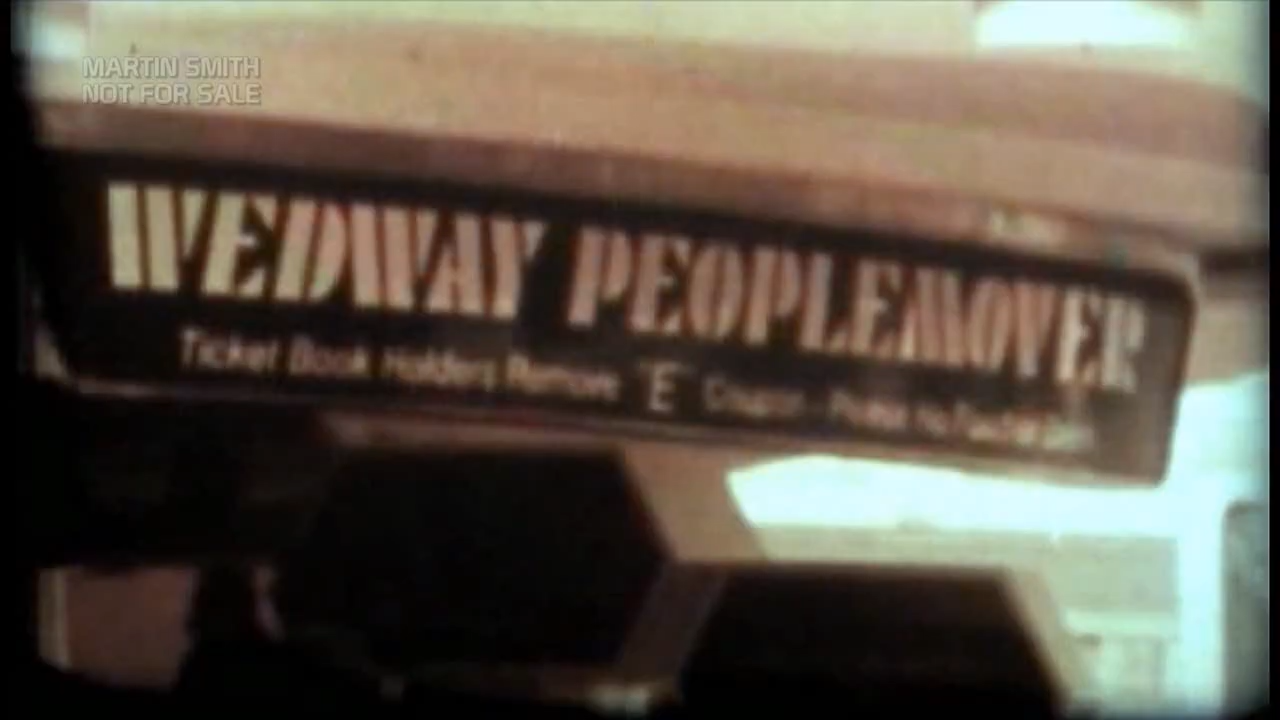 MARTIN SMITH
NOT FOR SALE
WEDWAY PEOPLEMOVER
Ticket Book Holders Remove "E" Coupon -